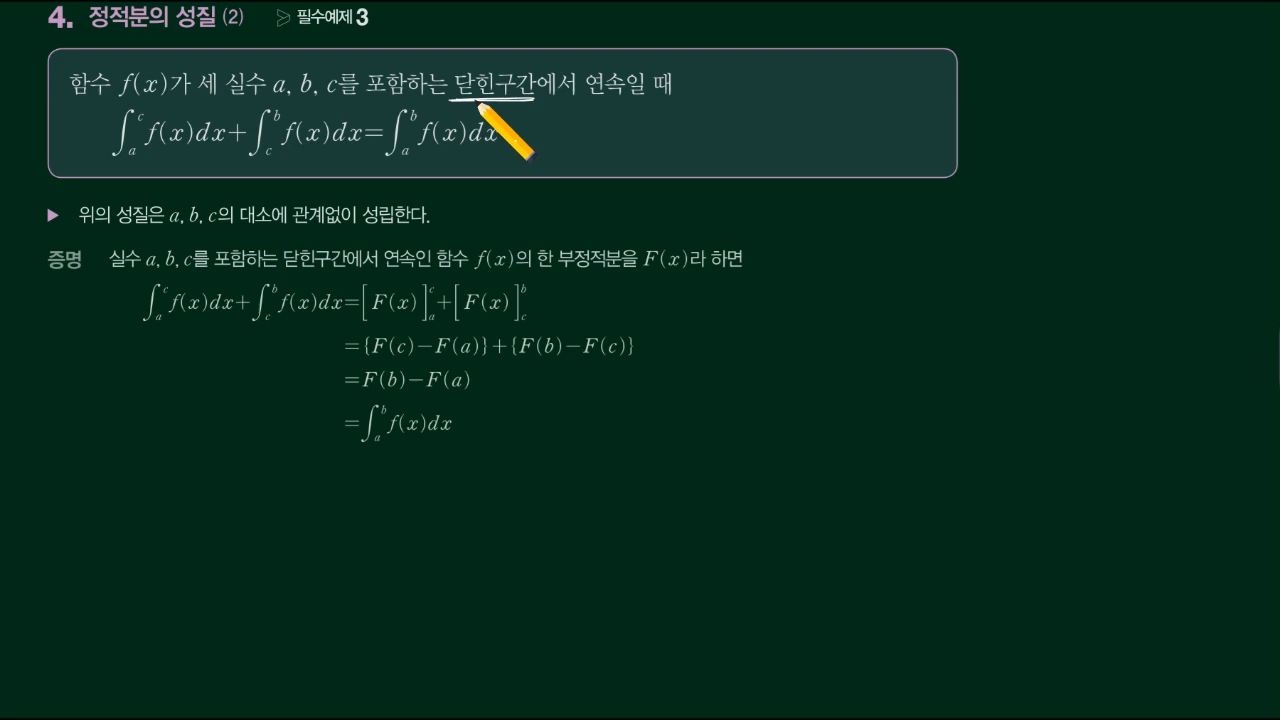 4. 정적분의 성질 (2) ▷ 필수예제 3
함수 f(x)가 세 실수 a, b, c를 포함하는 닫힌구간에서 연속일 때
∫_a^c f(x)dx+∫_c^b f(x)dx=∫_a^b f(x)dx
▶ 위의 성질은 a, b, c의 대소에 관계없이 성립한다.
증명 실수 a, b, c를 포함하는 닫힌구간에서 연속인 함수 f(x)의 한 부정적분을 F(x)라 하면
∫_a^c f(x)dx+∫_c^b f(x)dx=[F(x)]_a^c+[F(x)]_c^b
={F(c)−F(a)}+{F(b)−F(c)}
=F(b)−F(a)
=∫_a^b f(x)dx